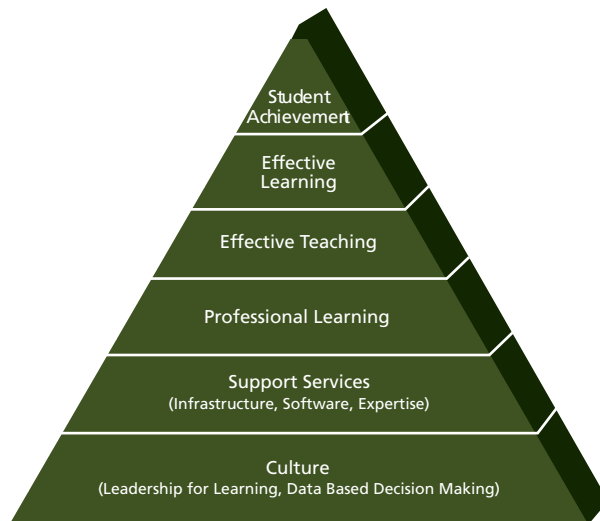 Student
Achievement
Effective
Learning
Effective Teaching
Professional Learning
Support Services
(Infrastructure, Software, Expertise)
Culture
(Leadership for Learning, Data Based Decision Making)